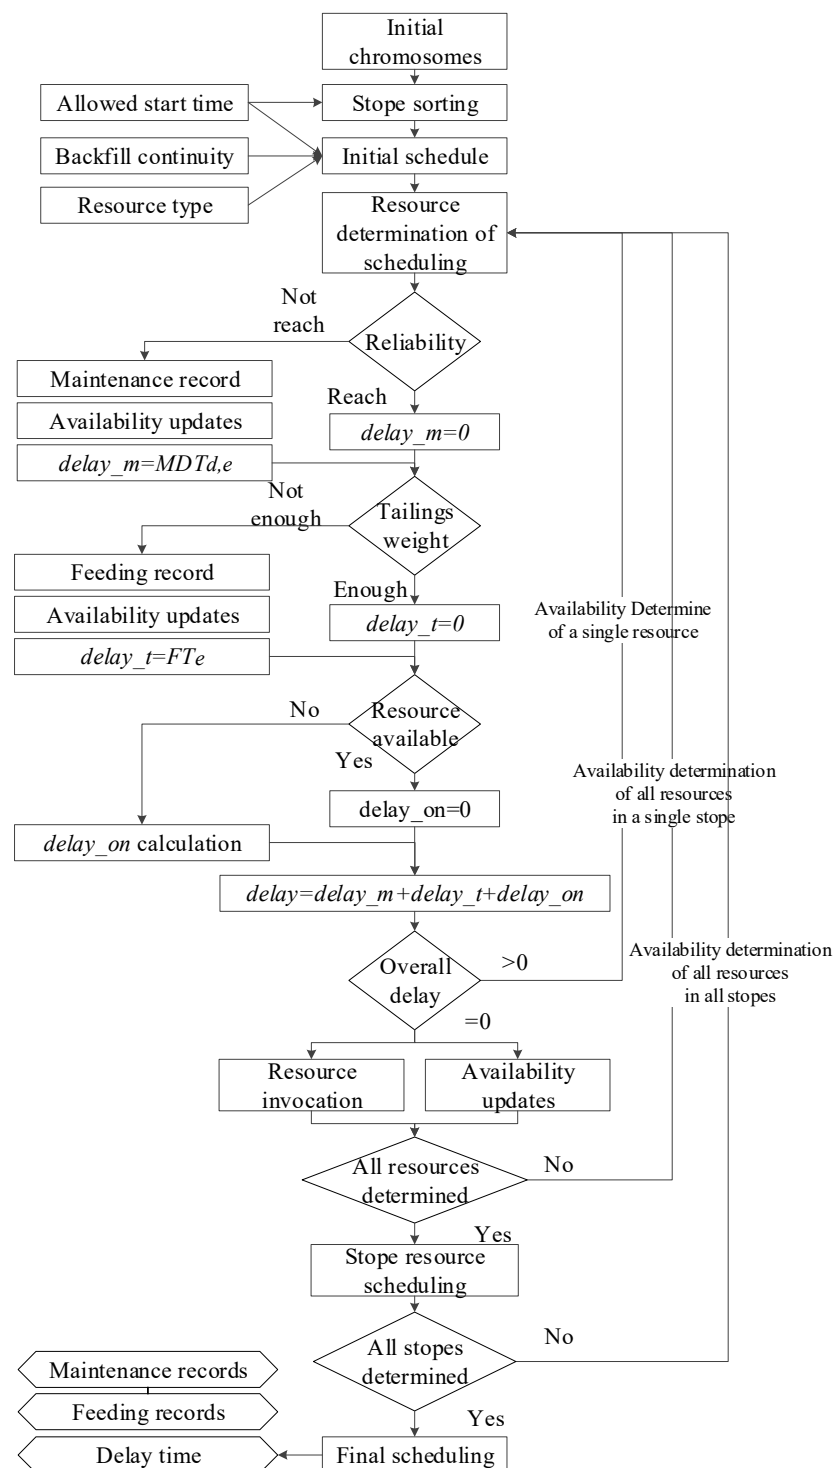 Initial
chromosomes
Allowed start time
Stope sorting
Backfill continuity
Initial schedule
Resource type
Resource
determination of
scheduling
Not
reach
Reliability
Maintenance record
Reach
Availability updates
delay_m=0
delay_m=MDTd,e
Not
enough
Tailings
weight
Feeding record
Enough
Availability updates
delay_t=0
delay_t=FTe
Availability Determine
of a single resource
No
Resource
available
Yes
delay_on=0
Availability determination
of all resources
in a single stope
delay_on calculation
delay=delay_m+delay_t+delay_on
Overall
delay
>0
Availability determination
of all resources
in all stopes
=0
Resource
invocation
Availability
updates
All resources
determined
No
Yes
Stope resource
scheduling
All stopes
determined
No
Maintenance records
Feeding records
Yes
Delay time
Final scheduling